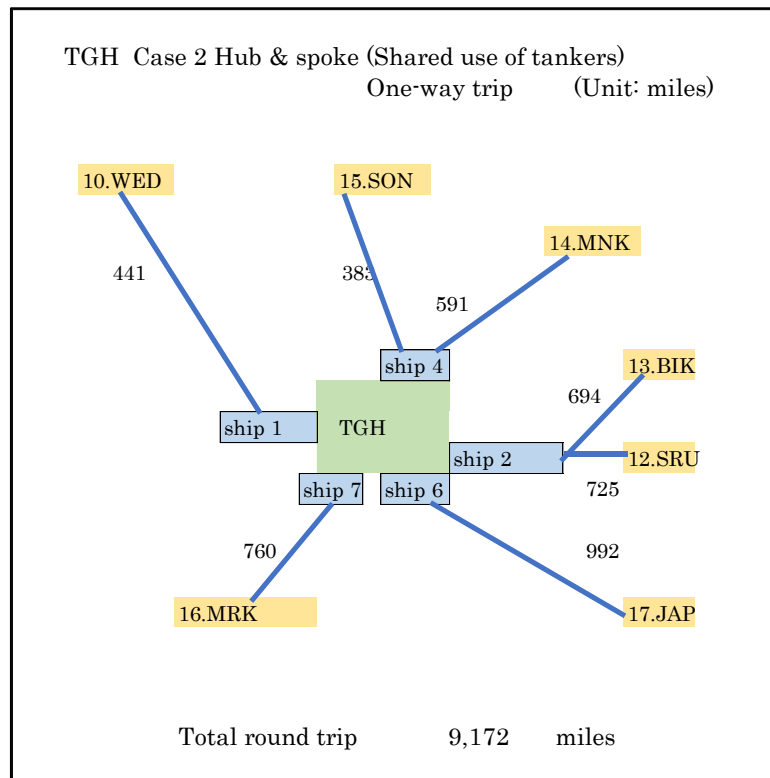 TGH Case 2 Hub & spoke (Shared use of tankers)
One-way trip (Unit: miles)
10.WED
15.SON
14.MNK
441
383
591
ship 4
13.BIK
694
ship 1
TGH
ship 2
12.SRU
ship 7
ship 6
725
760
992
16.MRK
17.JAP
Total round trip 9,172 miles